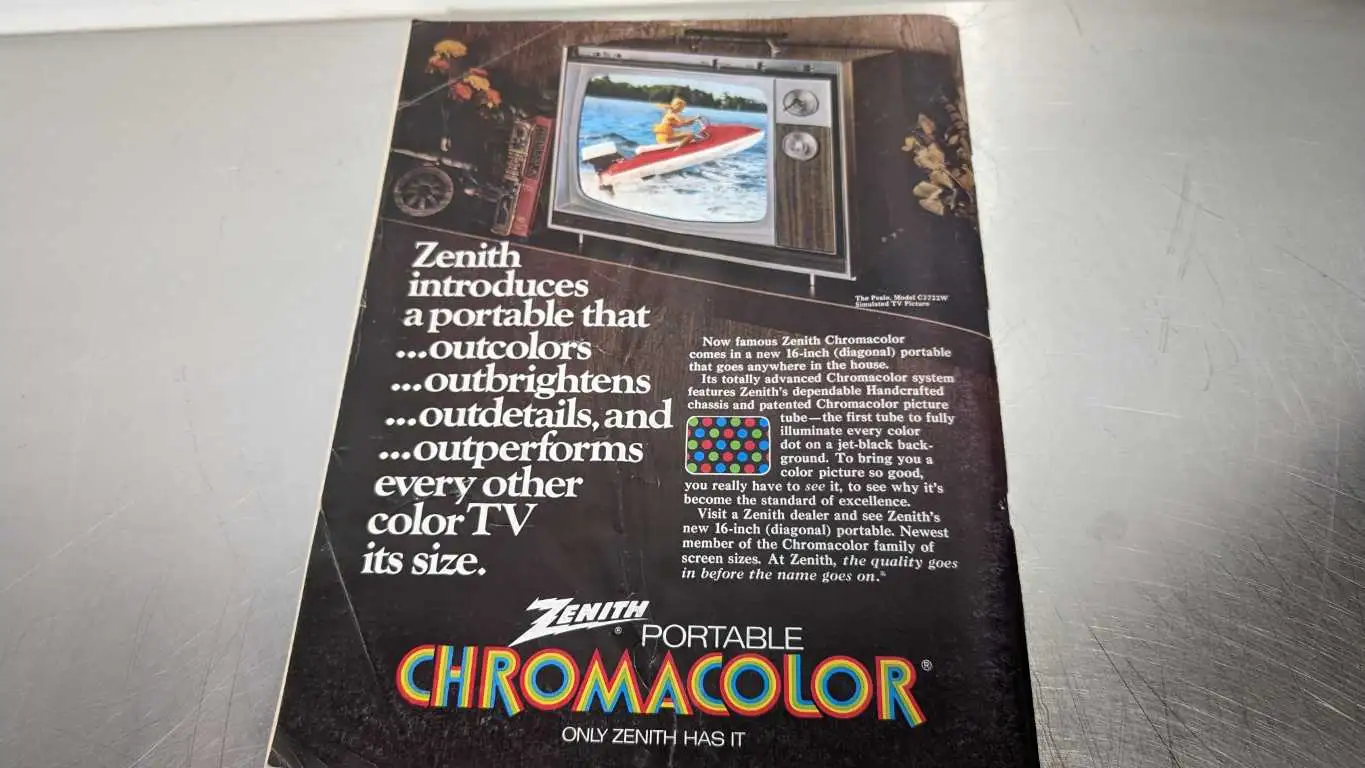 The Peale, Model C3722W
Simulated TV Picture
Zenith
introduces
a portable that
...outcolors
...outbrightens
...outdetails, and
...outperforms
every other
color TV
its size.
Now famous Zenith Chromacolor
comes in a new 16-inch (diagonal) portable
that goes anywhere in the house.
Its totally advanced Chromacolor system
features Zenith's dependable Handcrafted
chassis and patented Chromacolor picture
tube—the first tube to fully
illuminate every color
dot on a jet-black back-
ground. To bring you a
color picture so good,
you really have to see it, to see why it's
become the standard of excellence.
Visit a Zenith dealer and see Zenith's
new 16-inch (diagonal) portable. Newest
member of the Chromacolor family of
screen sizes. At Zenith, the quality goes
in before the name goes on.®
ZENITH®
PORTABLE
CHROMACOLOR®
ONLY ZENITH HAS IT